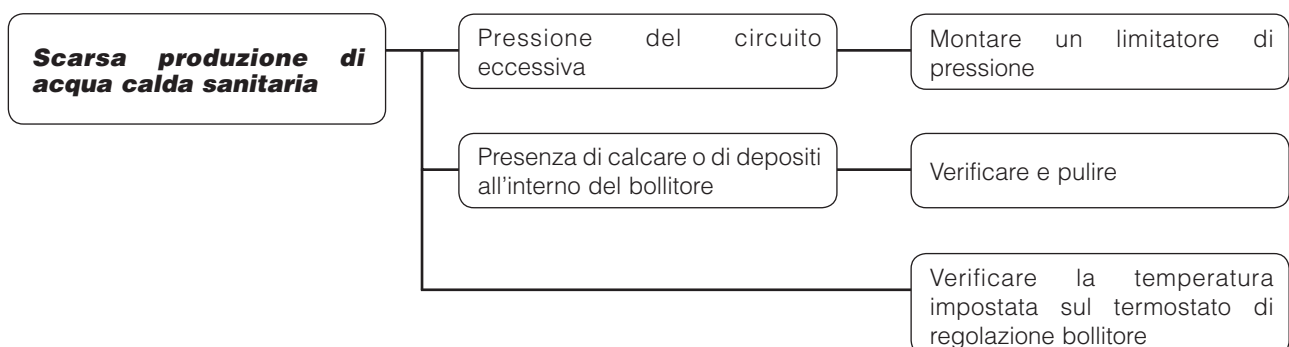 Scarsa produzione di
acqua calda sanitaria
Pressione del circuito
eccessiva
Montare un limitatore di
pressione
Presenza di calcare o di depositi
all'interno del bollitore
Verificare e pulire
Verificare la temperatura
impostata sul termostato di
regolazione bollitore